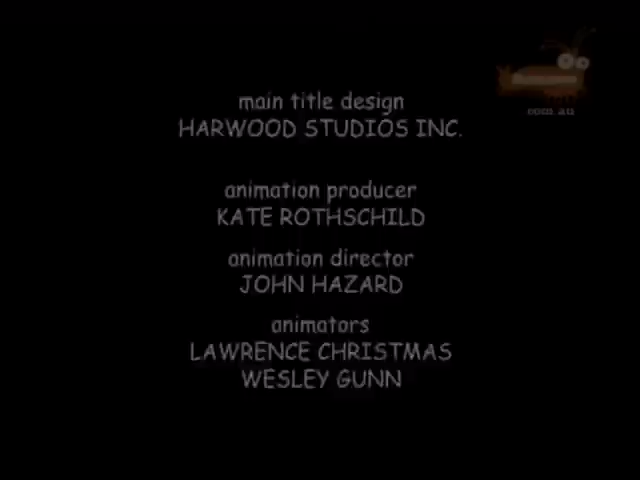 main title design
HARWOOD STUDIOS INC.
animation producer
KATE ROTHSCHILD
animation director
JOHN HAZARD
animators
LAWRENCE CHRISTMAS
WESLEY GUNN